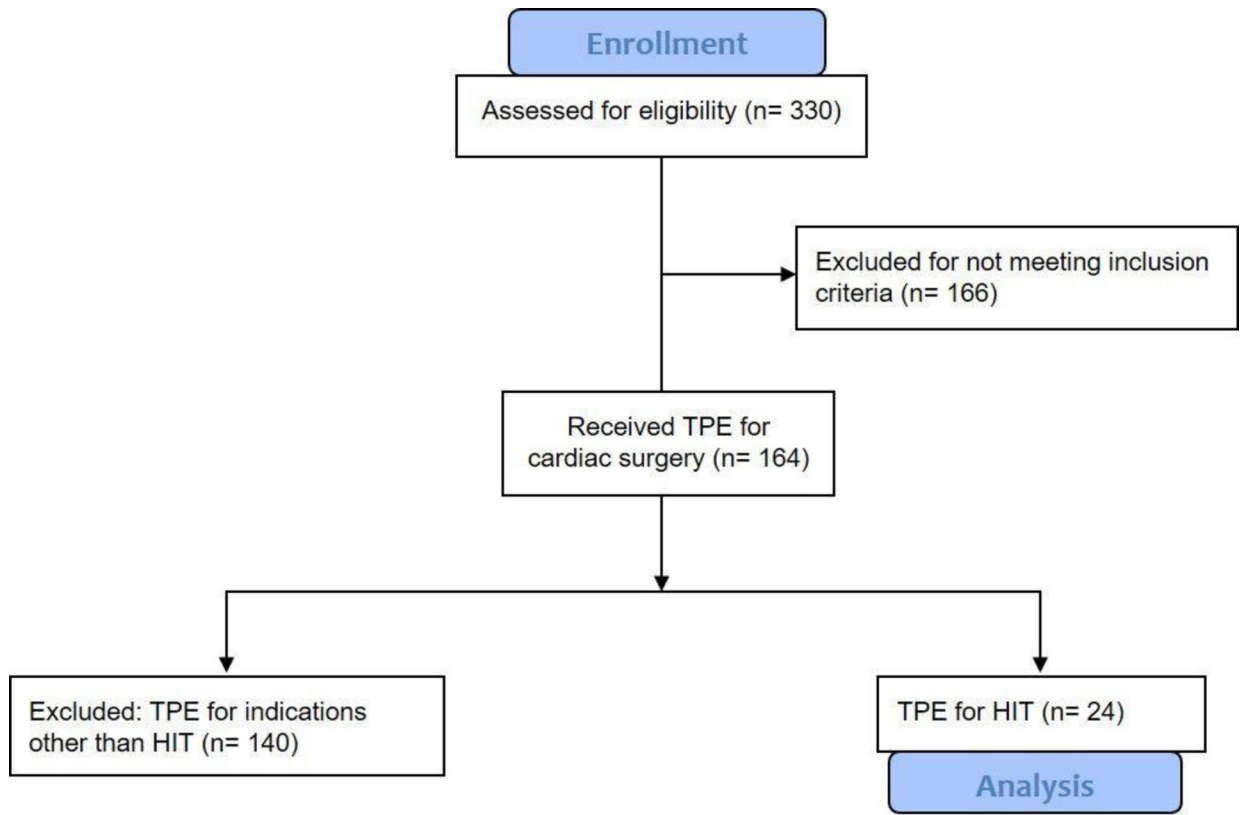 Enrollment
Assessed for eligibility (n= 330)
Excluded for not meeting inclusion
criteria (n= 166)
Received TPE for
cardiac surgery (n= 164)
Excluded: TPE for indications
other than HIT (n= 140)
TPE for HIT (n= 24)
Analysis